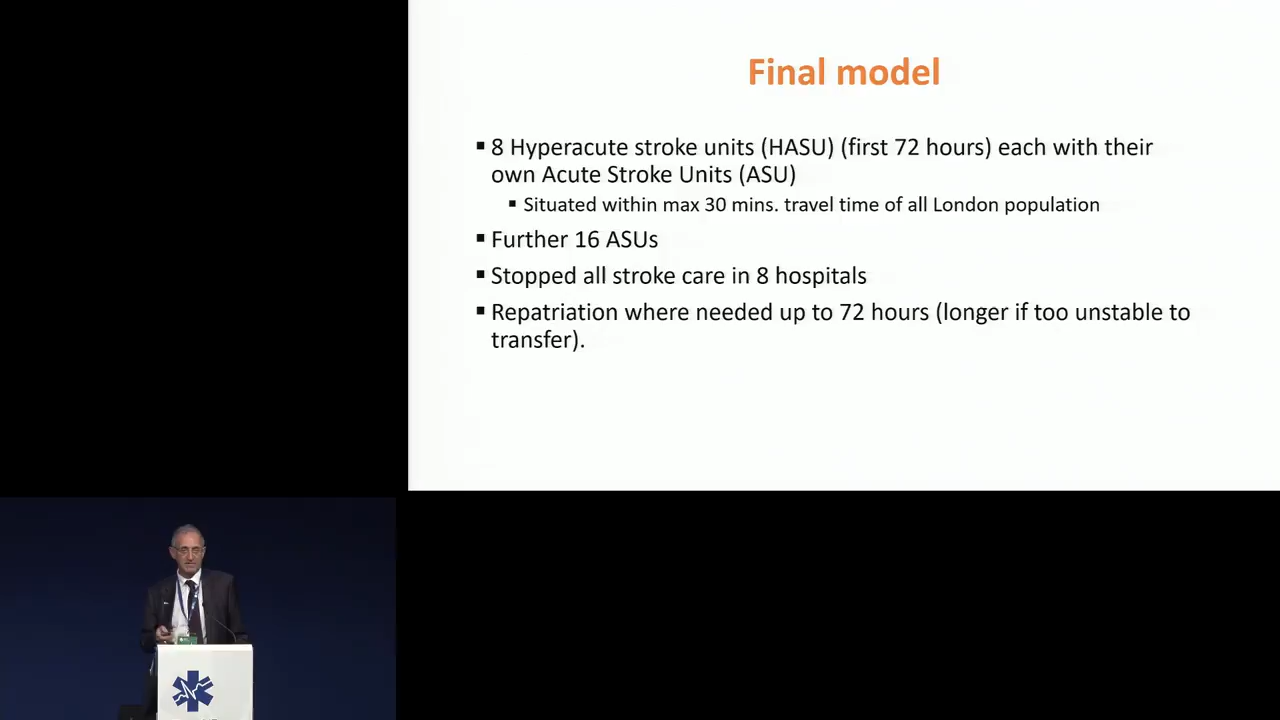 Final model
▪ 8 Hyperacute stroke units (HASU) (first 72 hours) each with their
own Acute Stroke Units (ASU)
▪ Situated within max 30 mins. travel time of all London population
▪ Further 16 ASUs
▪ Stopped all stroke care in 8 hospitals
▪ Repatriation where needed up to 72 hours (longer if too unstable to
transfer).